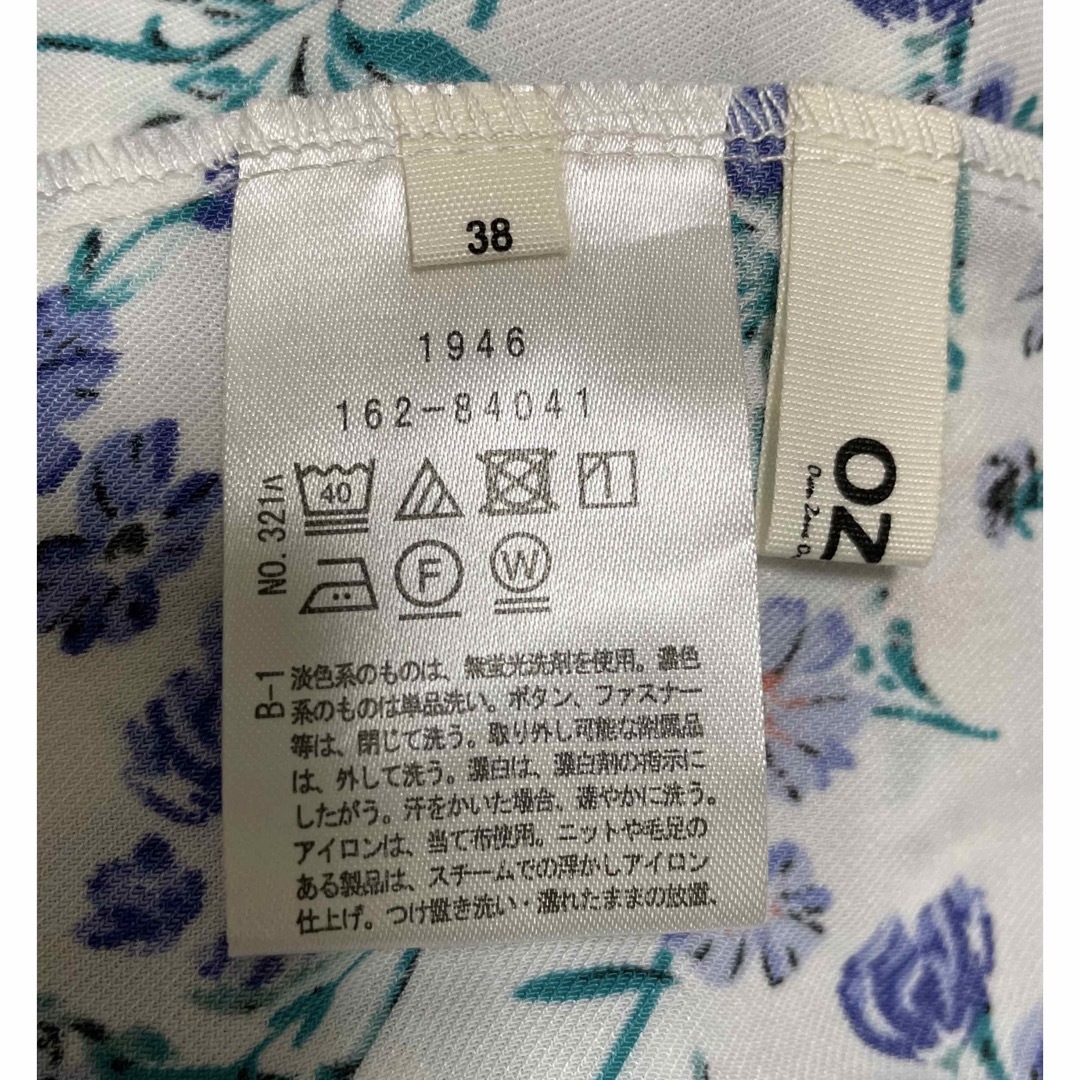 38
1946
162-84041
40
1
F
W
NO. 321A
B-1
淡色系のものは、無蛍光洗剤を使用。濃色
系のものは単品洗い。ボタン、ファスナー
等は、閉じて洗う。取り外し可能な附属品
は、外して洗う。漂白は、漂白剤の指示に
したがう。汗をかいた場合、速やかに洗う。
アイロンは、当て布使用。ニットや毛足の
ある製品は、スチームでの浮かしアイロン
仕上げ。つけ置き洗い・濡れたままの放置、
OZ